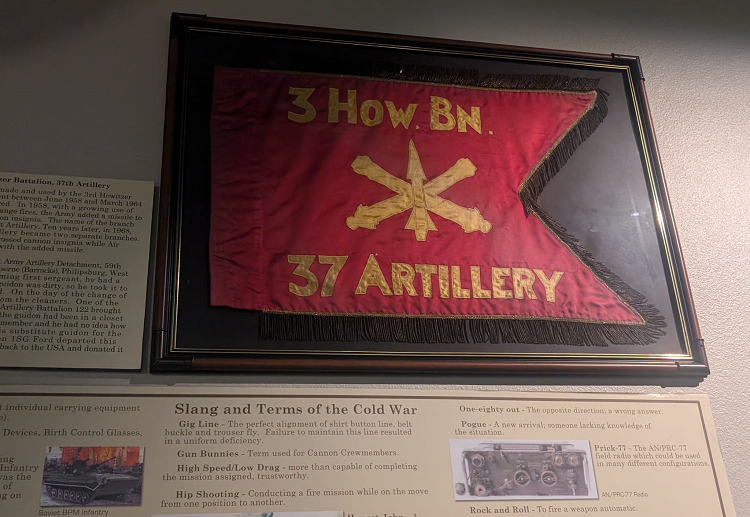 3 HOW. BN.
37 ARTILLERY
Battalion, 37th Artillery
made and used by the 3rd Howitzer
between June 1958 and March 1964
In 1958, with a growing use of
range fires, the Army added a missile to
insignia. The name of the branch
Artillery. Ten years later, in 1968,
became two separate branches.
cannon insignia while Air
with the added missile.
Army Artillery Detachment, 59th
(Barracks), Philipsburg, West
first sergeant, he had a
guidon was dirty, so he took it
On the day of the change of
from the cleaners. One of the
Artillery Battalion 122 brought
the guidon had been in a closet
remember and he had no idea how
substitute guidon for the
1SG Ford departed this
back to the USA and donated it
individual carrying equipment
Devices, Birth Control Glasses,
Infantry
was the
of
on
Soviet BPM Infantry
Slang and Terms of the Cold War
Gig Line - The perfect alignment of shirt button line, belt
buckle and trouser fly. Failure to maintain this line resulted
in a uniform deficiency.
Gun Bunnies - Term used for Cannon Crewmembers.
High Speed/Low Drag - more than capable of completing
the mission assigned, trustworthy.
Hip Shooting - Conducting a fire mission while on the move
from one position to another.
Honest John - A
One-eighty out - The opposite direction; a wrong answer.
Pogue - A new arrival; someone lacking knowledge of
the situation.
Prick-77 - The AN/PRC-77
field radio which could be used
in many different configurations.
AN/PRC-77 Radio
Rock and Roll - To fire a weapon automatic.